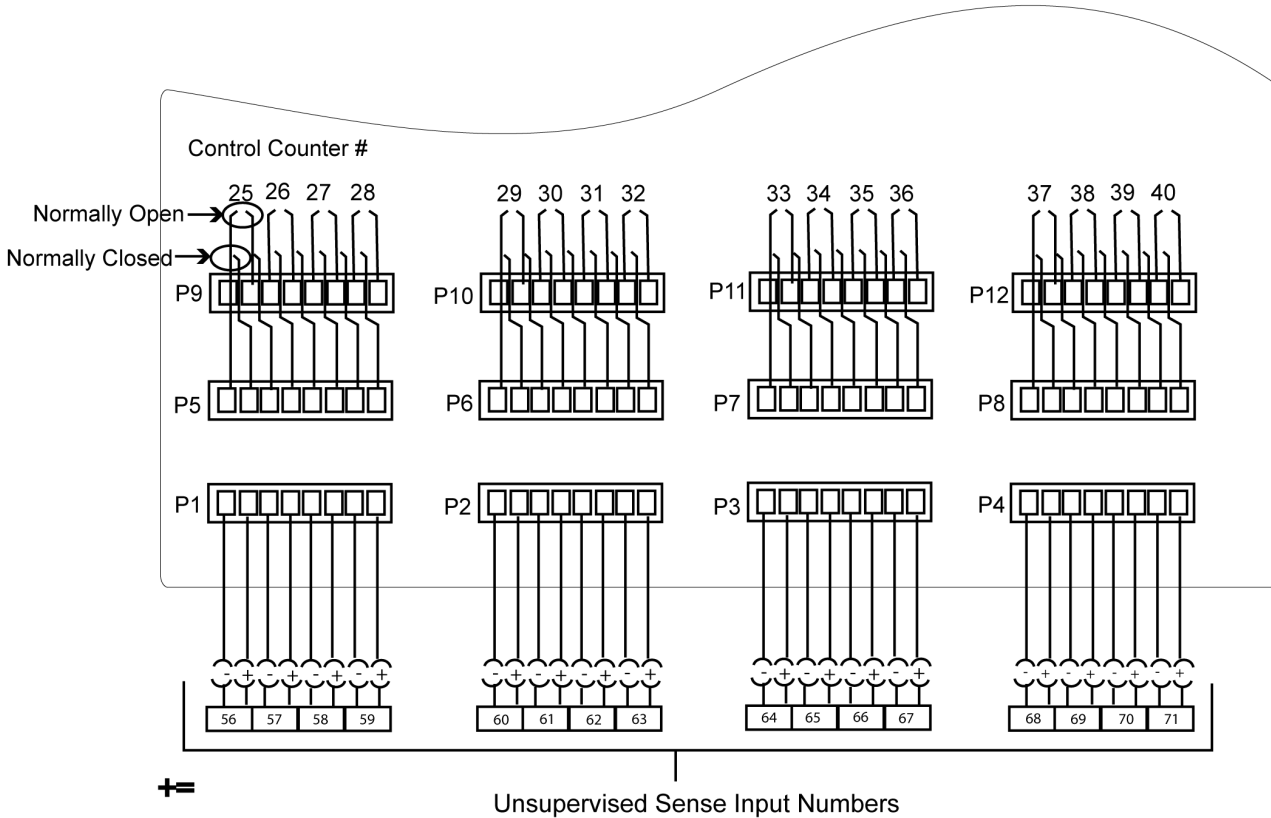 Control Counter #
25 26 27 28 29 30 31 32 33 34 35 36 37 38 39 40
Normally Open
Normally Closed
P9 P10 P11 P12
P5 P6 P7 P8
P1 P2 P3 P4
- + - + - + - + - + - + - + - + - + - + - + - + - + - + - + - +
56 57 58 59 60 61 62 63 64 65 66 67 68 69 70 71
+=
Unsupervised Sense Input Numbers